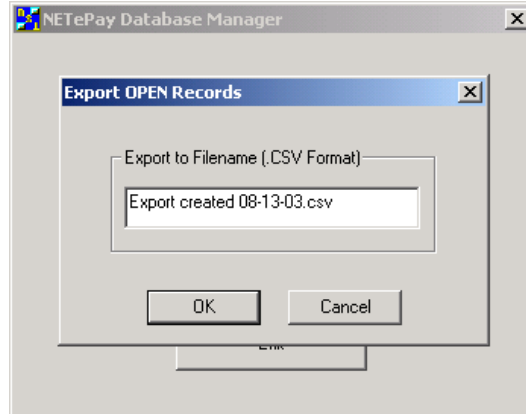 NETePay Database Manager
Export OPEN Records
Export to Filename (.CSV Format)
Export created 08-13-03.csv
OK
Cancel